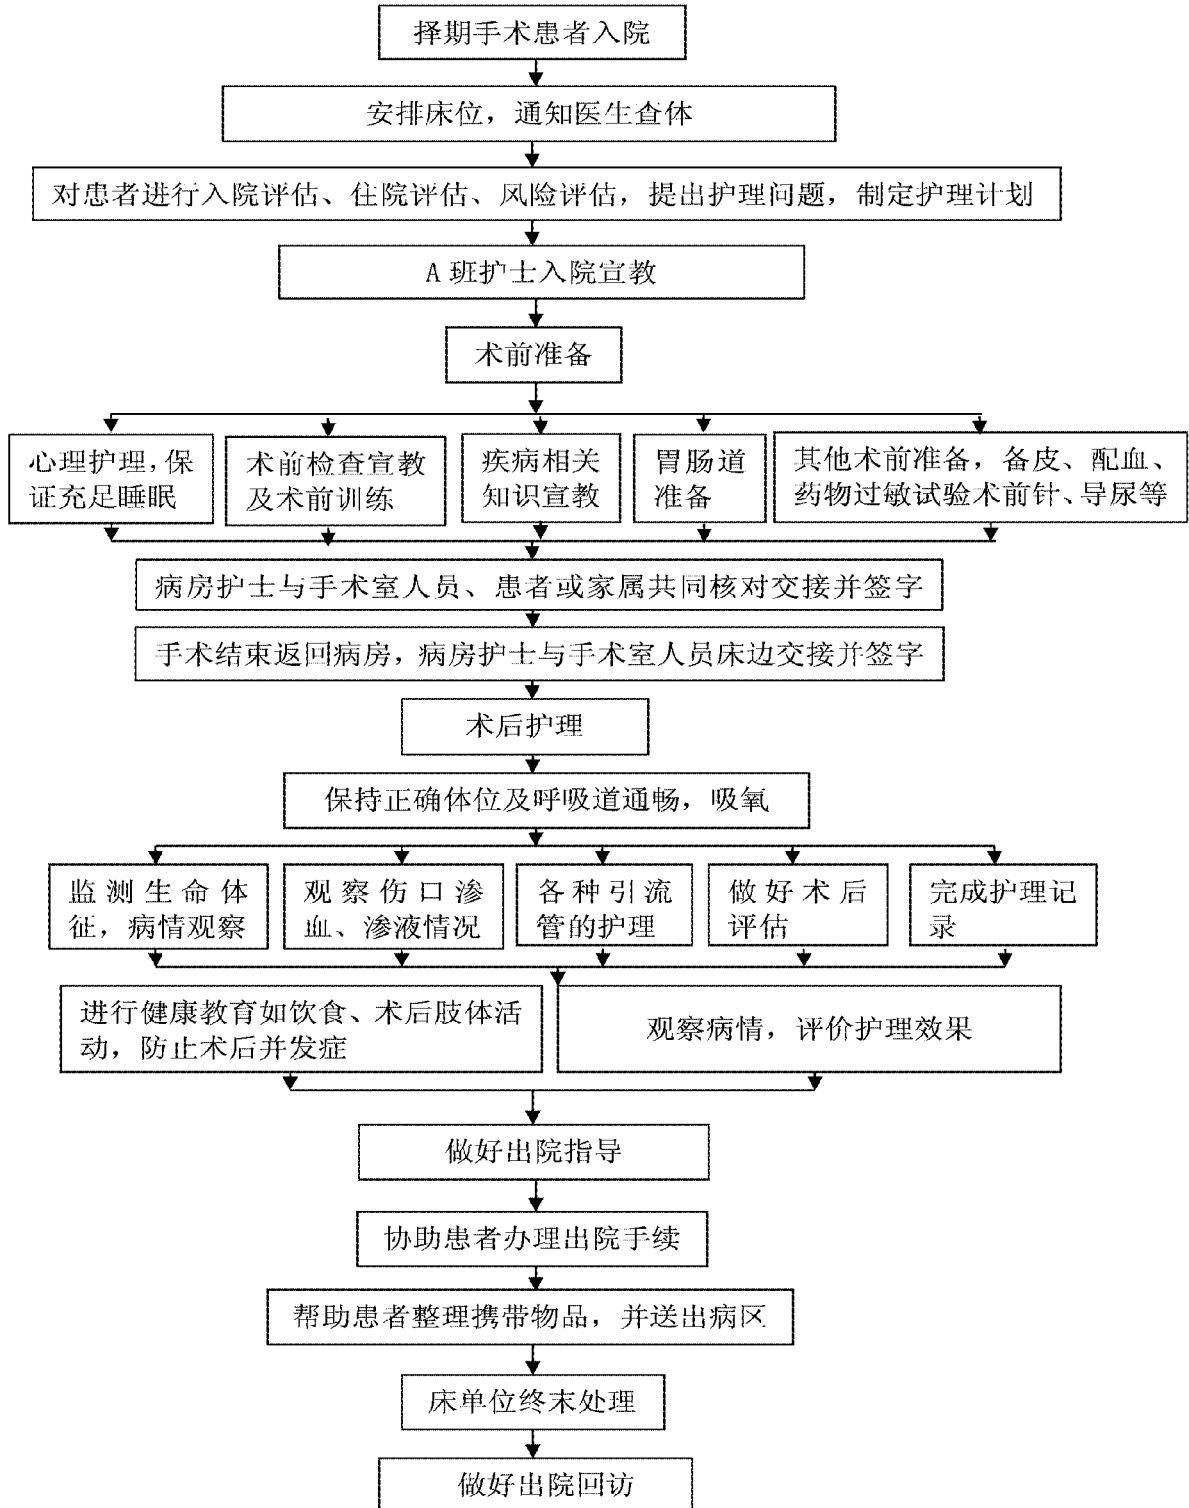 择期手术患者入院
安排床位，通知医生查体
对患者进行入院评估、住院评估、风险评估，提出护理问题，制定护理计划
A班护士入院宣教
术前准备
心理护理，保
证充足睡眠
术前检查宣教
及术前训练
疾病相关
知识宣教
胃肠道
准备
其他术前准备，备皮、配血、
药物过敏试验术前针、导尿等
病房护士与手术室人员、患者或家属共同核对交接并签字
手术结束返回病房，病房护士与手术室人员床边交接并签字
术后护理
保持正确体位及呼吸道通畅，吸氧
监测生命体
征，病情观察
观察伤口渗
血、渗液情况
各种引流
管的护理
做好术后
评估
完成护理记
录
进行健康教育如饮食、术后肢体活
动，防止术后并发症
观察病情，评价护理效果
做好出院指导
协助患者办理出院手续
帮助患者整理携带物品，并送出病区
床单位终末处理
做好出院回访